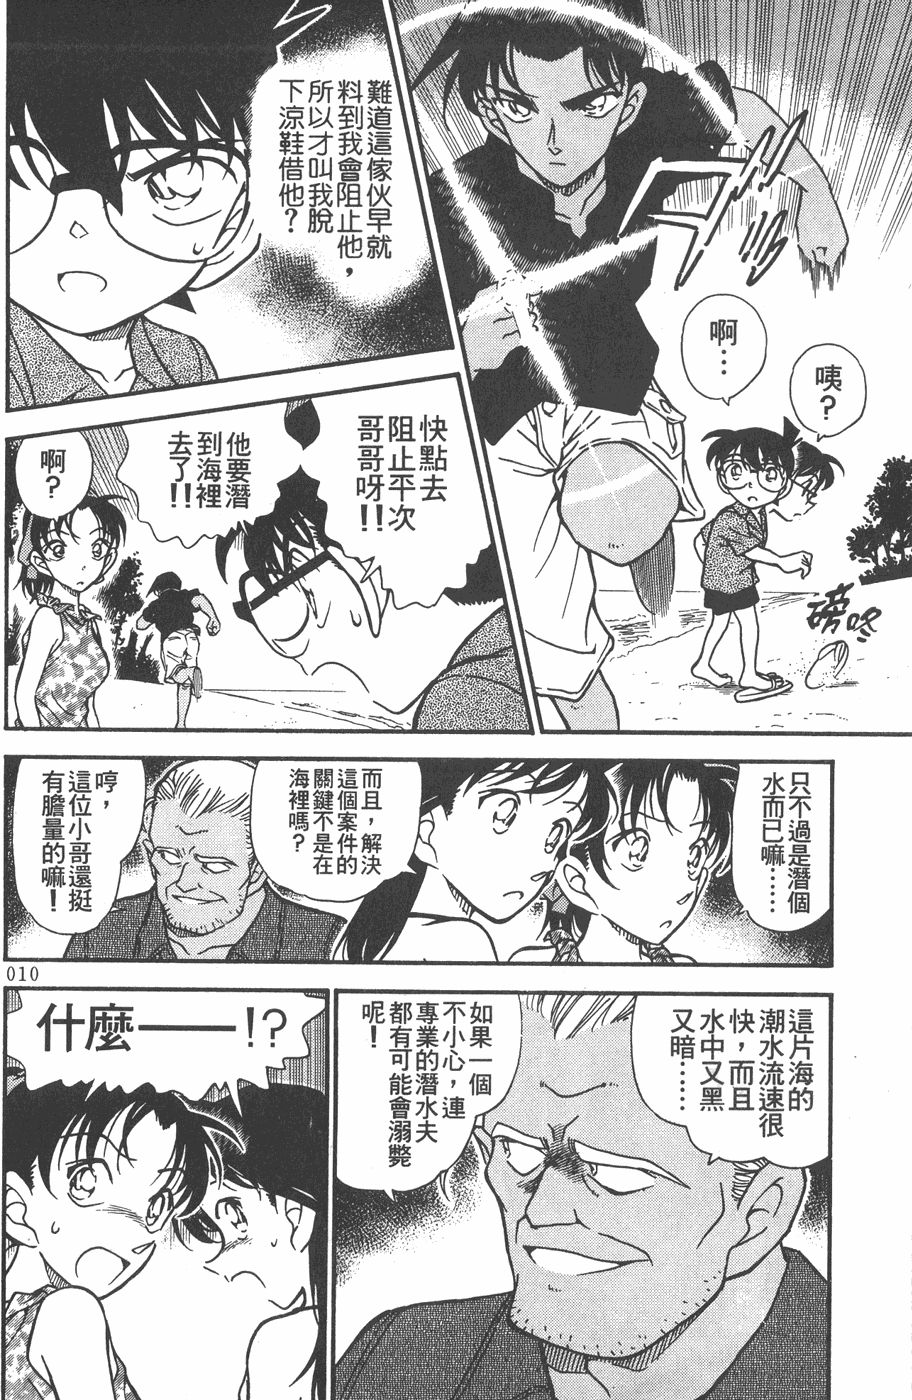 啊…
咦？
磅咚
難道這傢伙早就
料到我會阻止他，
所以才叫我脫
下涼鞋借他？
快點去
阻止平次
哥哥呀!!
他要潛
到海裡
去了!!
啊？
只不過是潛個
水而已嘛……
而且，解決
這個案件的
關鍵不是在
海裡嗎？
哼，
這位小哥還挺
有膽量的嘛！
010
這片海的
潮水流速很
快，而且
水中又黑
又暗……
如果一個
不小心，連
專業的潛水夫
都有可能會溺斃
呢！
什麼——!?